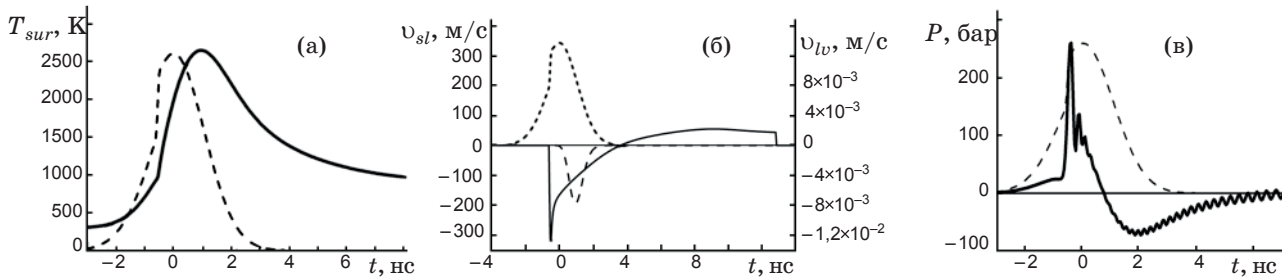 T_sur, К
(а)
3000
2500
2000
1500
1000
500
0
−2 0 2 4 6
t, нс
υ_sl, м/с
(б)
υ_lv, м/с
300
200
100
0
−100
−200
−300
8×10⁻³
4×10⁻³
0
−4×10⁻³
−8×10⁻³
−1,2×10⁻²
−4 0 4 8
t, нс
P, бар
(в)
200
100
0
−100
−2 0 2 4
t, нс